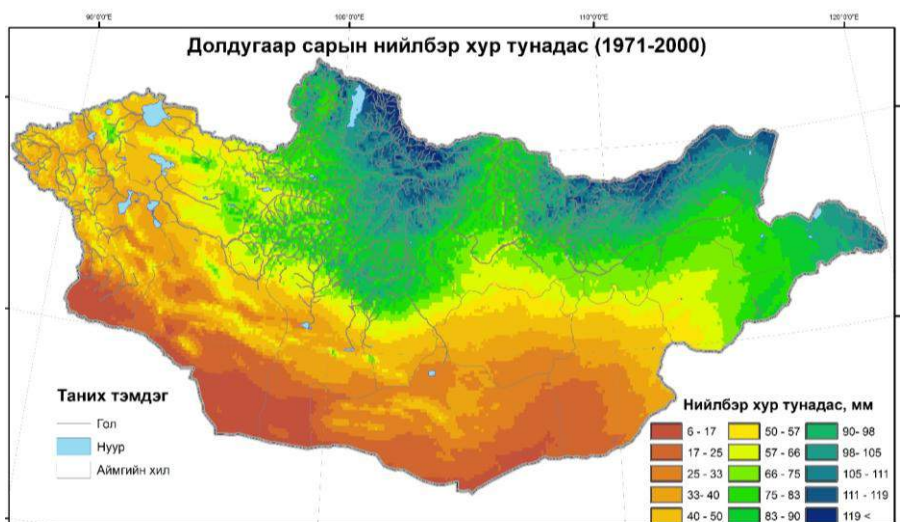 90°0'0"E 100°0'0"E 110°0'0"E 120°0'0"E
Долдугаар сарын нийлбэр хур тунадас (1971-2000)
Таних тэмдэг
Гол
Нуур
Аймгийн хил
Нийлбэр хур тунадас, мм
6 - 17
17 - 25
25 - 33
33- 40
40 - 50
50 - 57
57 - 66
66 - 75
75 - 83
83 - 90
90- 98
98- 105
105 - 111
111 - 119
119 <